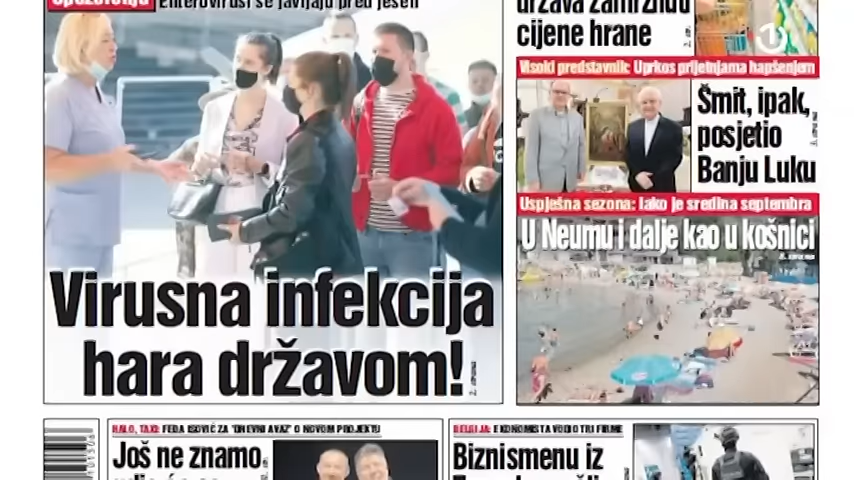 Upozorenje
Enterovirusi se javljaju pred jesen
Virusna infekcija
hara državom!
država zamrznu
cijene hrane
Visoki predstavnik: Uprkos prijetnjama hapšenjem
Šmit, ipak,
posjetio
Banju Luku
Uspješna sezona: Iako je sredina septembra
U Neumu i dalje kao u košnici
HALO, TAXI: FEĐA ISOVIĆ ZA 'DNEVNI AVAZ' O NOVOM PROJEKTU
Još ne znamo
BELGIJA: EKONOMISTA VODIO TRI FIRME
Biznismenu iz